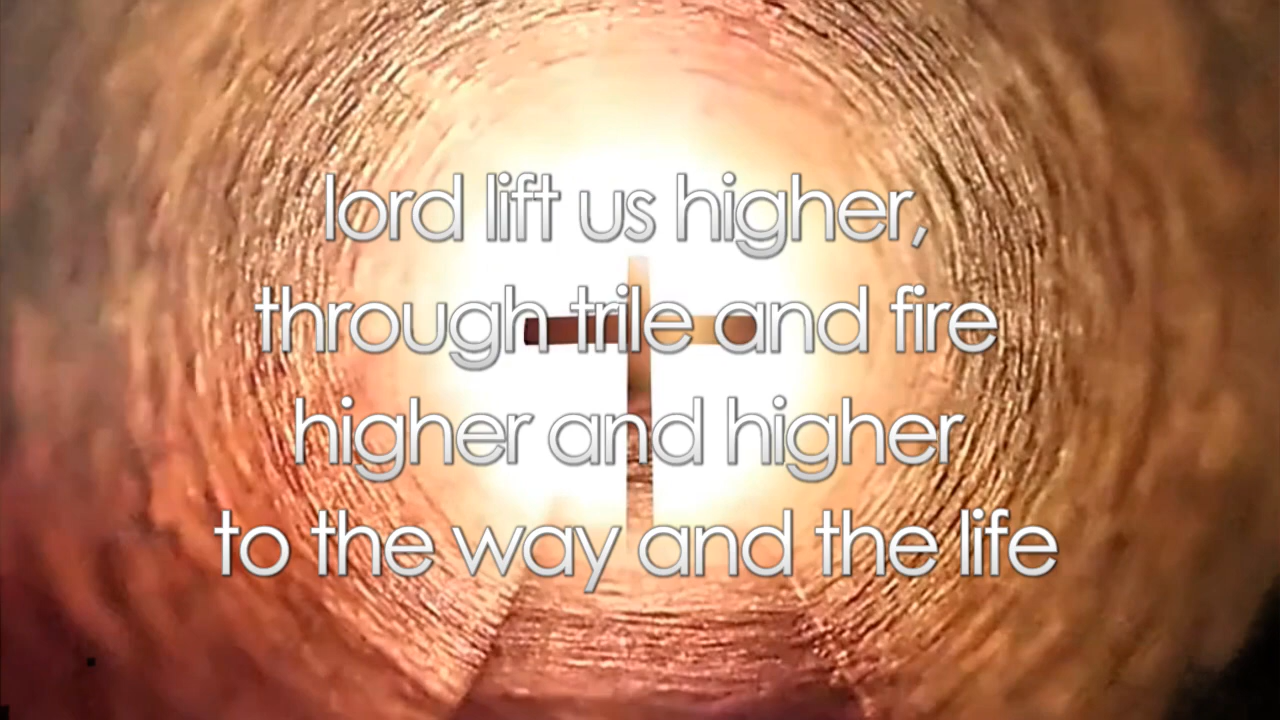 lord lift us higher,
through trile and fire
higher and higher
to the way and the life